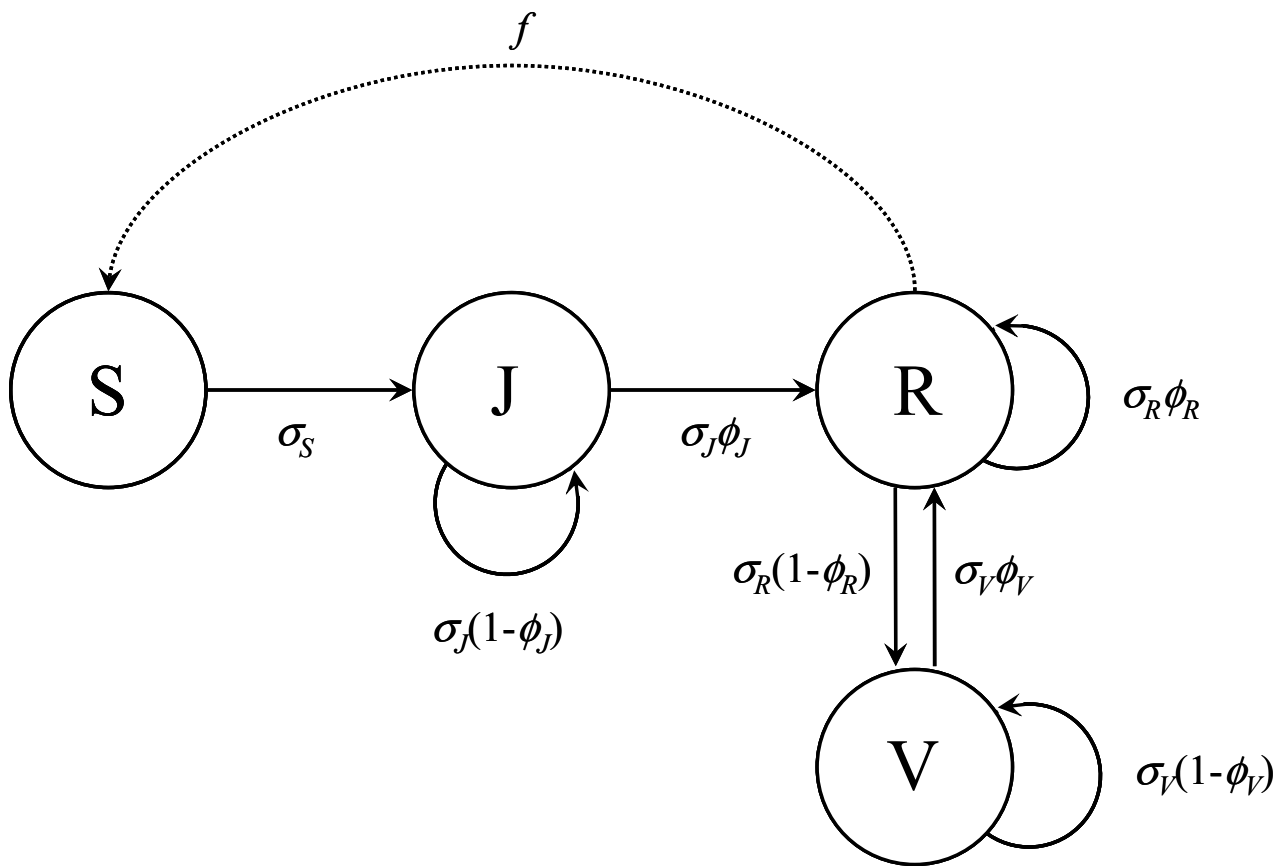 f
S
J
R
σ_S
σ_Jϕ_J
σ_Rϕ_R
σ_J(1-ϕ_J)
σ_R(1-ϕ_R)
σ_Vϕ_V
V
σ_V(1-ϕ_V)